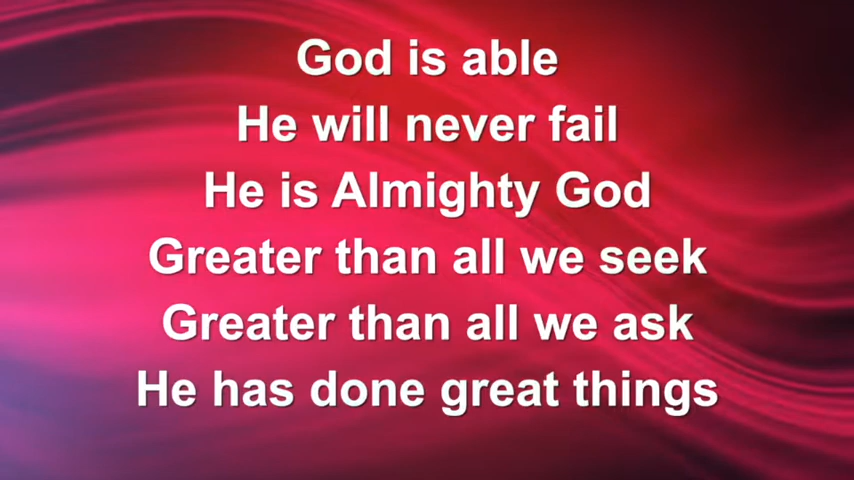 God is able
He will never fail
He is Almighty God
Greater than all we seek
Greater than all we ask
He has done great things